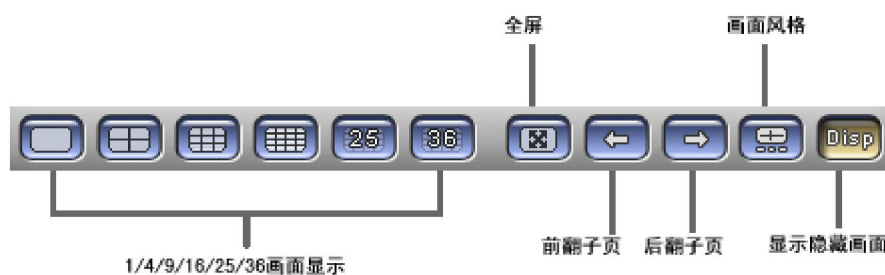 全屏
画面风格
25
36
Disp
前翻子页
后翻子页
显示隐藏画面
1/4/9/16/25/36画面显示